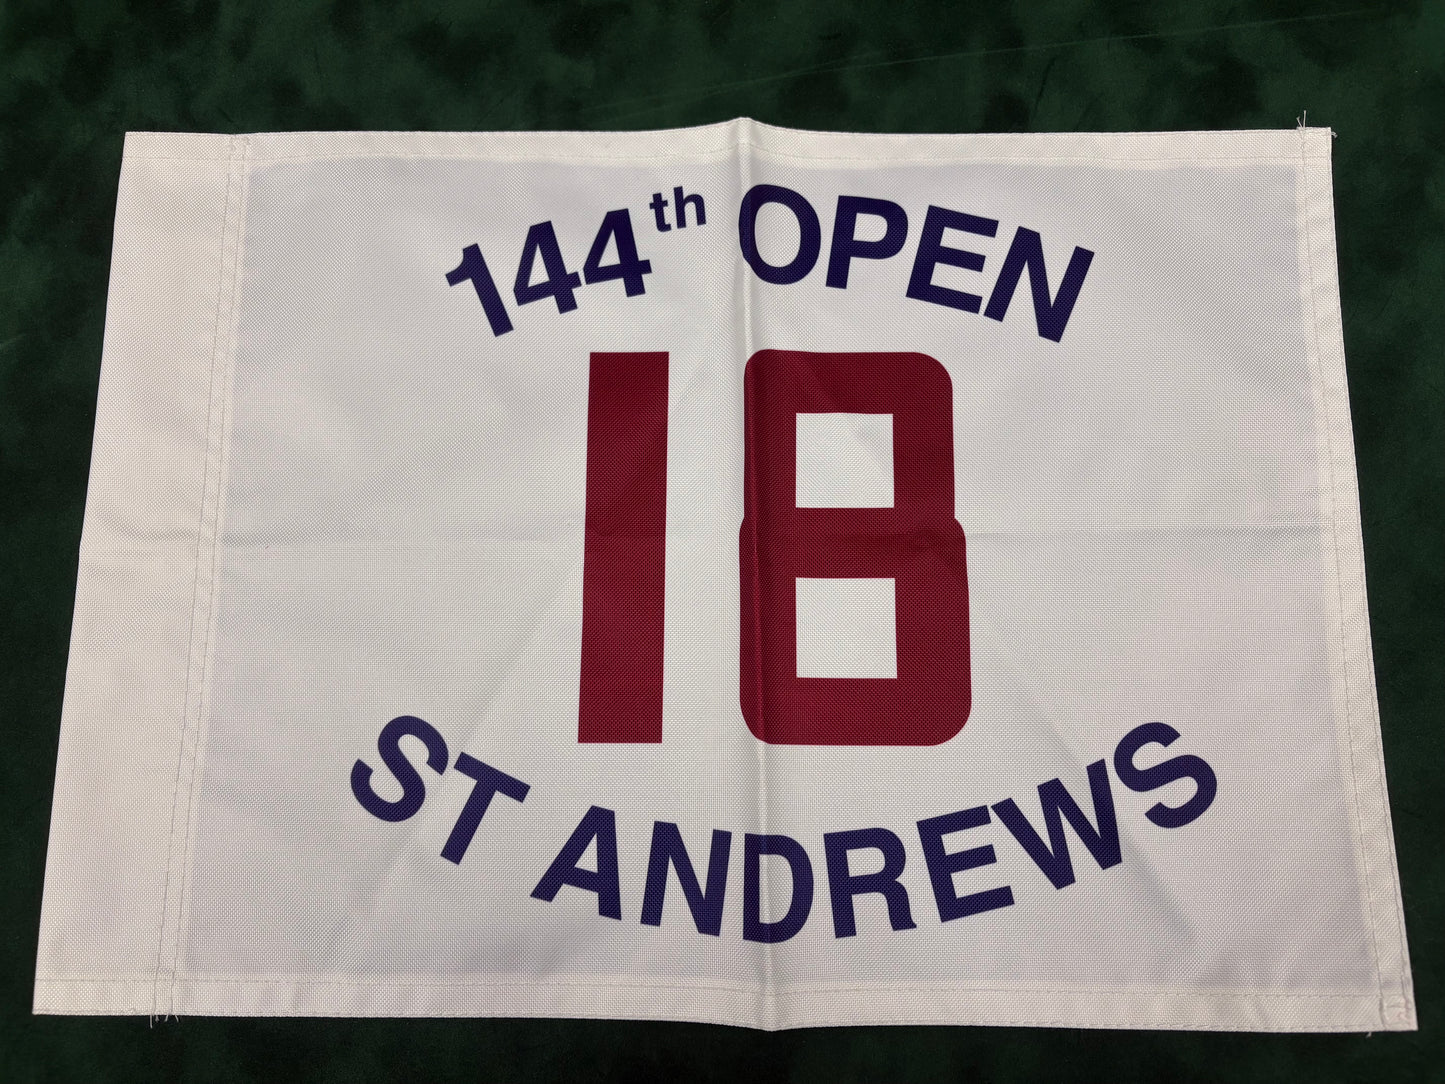 144th OPEN
18
ST ANDREWS